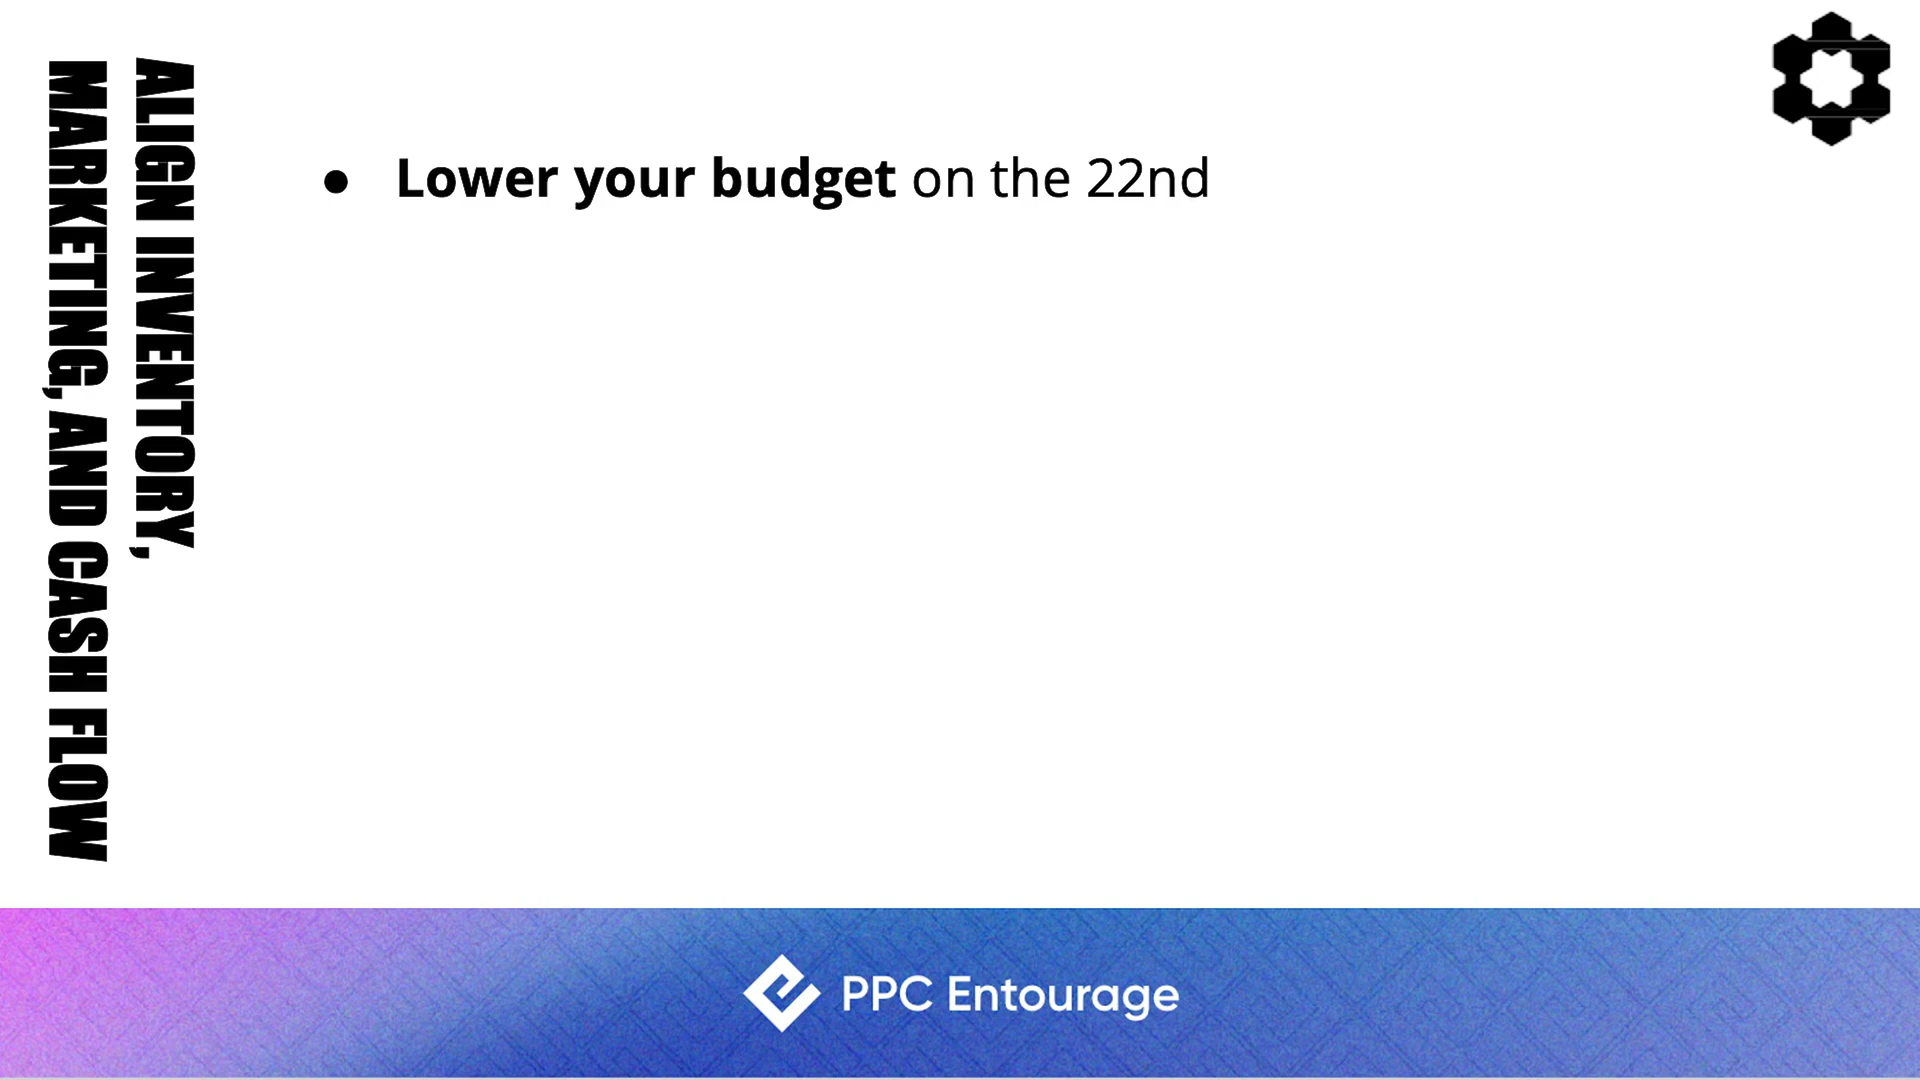 ALIGN INVENTORY,
MARKETING, AND CASH FLOW
● Lower your budget on the 22nd
PPC Entourage